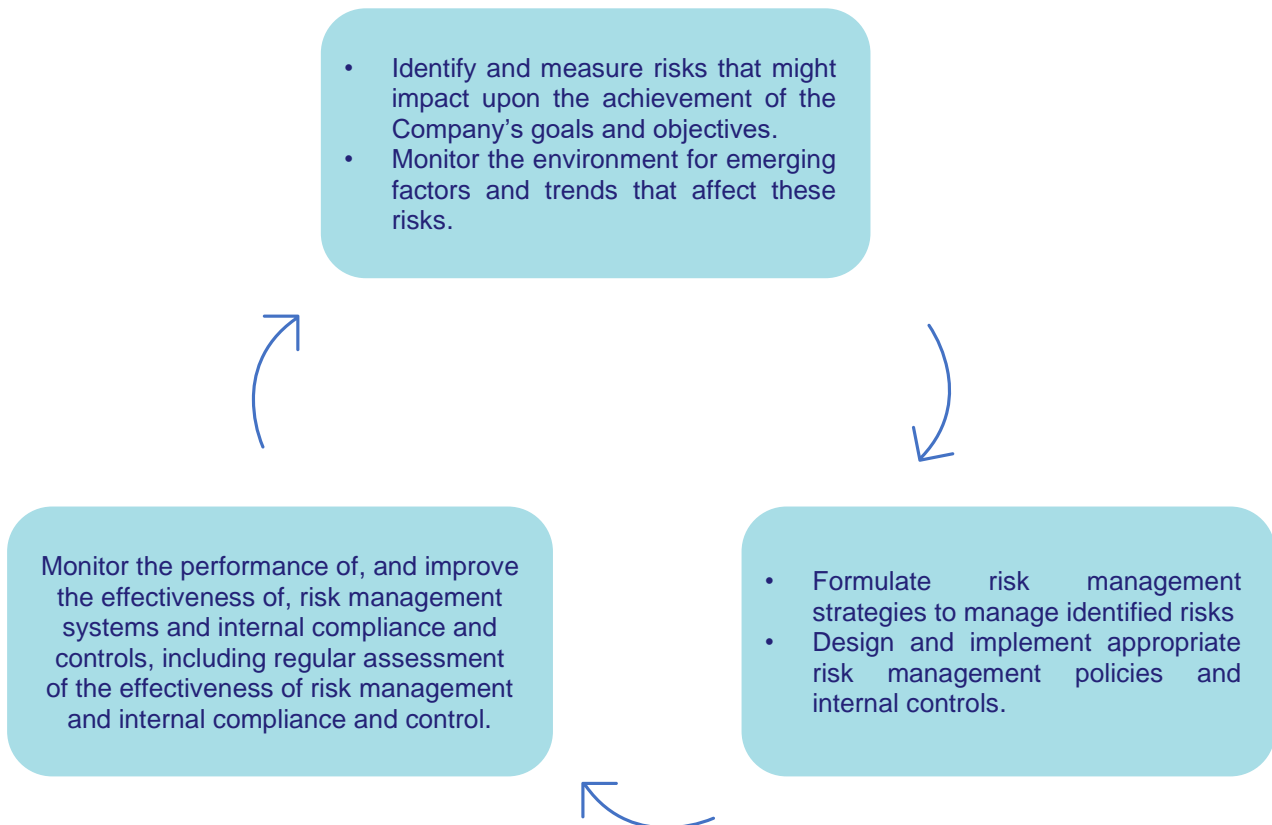 • Identify and measure risks that might
impact upon the achievement of the
Company’s goals and objectives.
• Monitor the environment for emerging
factors and trends that affect these
risks.
• Formulate risk management
strategies to manage identified risks
• Design and implement appropriate
risk management policies and
internal controls.
Monitor the performance of, and improve
the effectiveness of, risk management
systems and internal compliance and
controls, including regular assessment
of the effectiveness of risk management
and internal compliance and control.